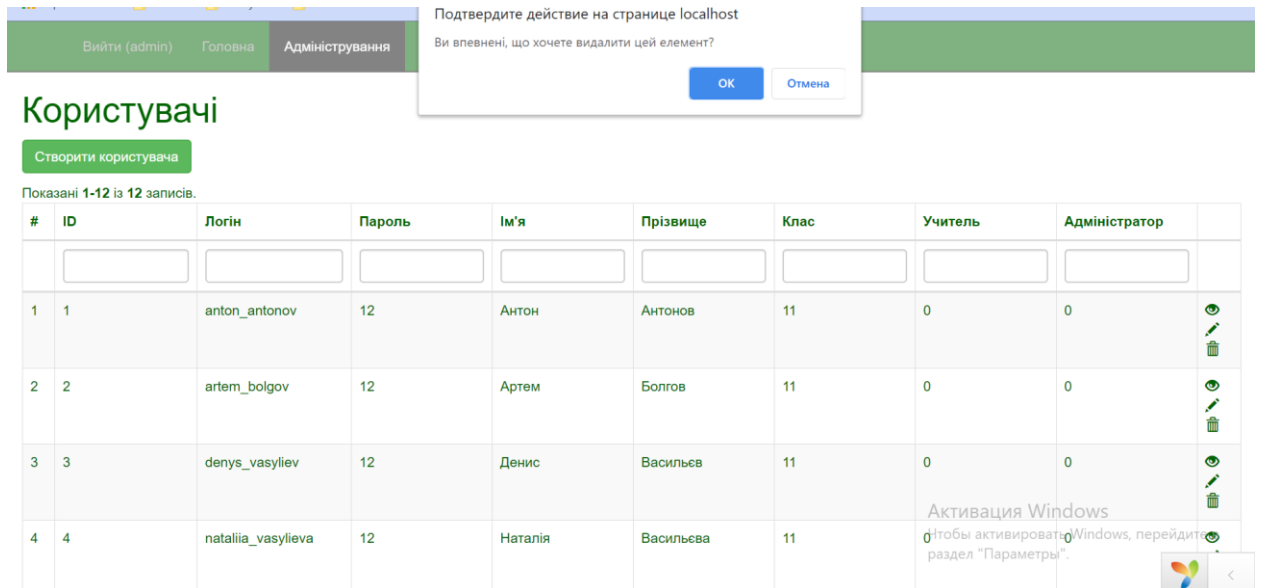 Подтвердите действие на странице localhost
Ви впевнені, що хочете видалити цей елемент?
ОК Отмена
Вийти (admin) Головна Адміністрування
Користувачі
Створити користувача
Показані 1-12 із 12 записів.
# ID Логін Пароль Ім'я Прізвище Клас Учитель Адміністратор
1 1 anton_antonov 12 Антон Антонов 11 0 0
2 2 artem_bolgov 12 Артем Болгов 11 0 0
3 3 denys_vasyliev 12 Денис Васильєв 11 0 0
4 4 nataliia_vasylieva 12 Наталія Васильєва 11 0 0
Активация Windows
Чтобы активировать Windows, перейдите
раздел "Параметры".